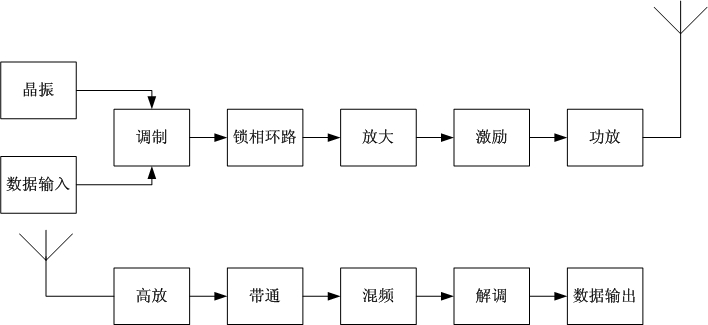 晶振
数据输入
调制
锁相环路
放大
激励
功放
高放
带通
混频
解调
数据输出